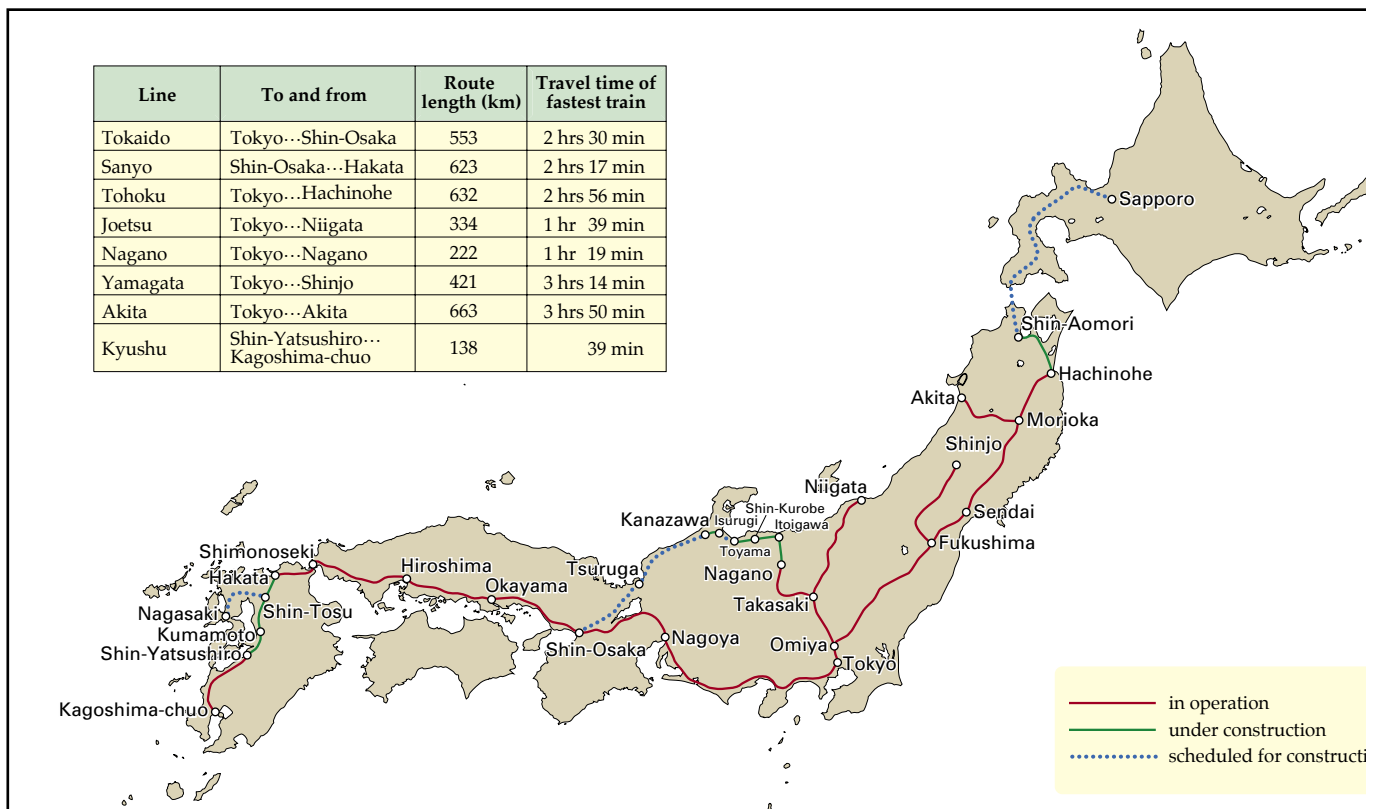 Line To and from Route length (km) Travel time of fastest train
Tokaido Tokyo···Shin-Osaka 553 2 hrs 30 min
Sanyo Shin-Osaka···Hakata 623 2 hrs 17 min
Tohoku Tokyo···Hachinohe 632 2 hrs 56 min
Joetsu Tokyo···Niigata 334 1 hr 39 min
Nagano Tokyo···Nagano 222 1 hr 19 min
Yamagata Tokyo···Shinjo 421 3 hrs 14 min
Akita Tokyo···Akita 663 3 hrs 50 min
Kyushu Shin-Yatsushiro··· Kagoshima-chuo 138 39 min
Sapporo
Shin-Aomori
Hachinohe
Akita
Morioka
Shinjo
Niigata
Sendai
Shin-Kurobe
Kanazawa
Isurugi
Itoigawa
Toyama
Fukushima
Shimonoseki
Hiroshima
Tsuruga
Nagano
Hakata
Okayama
Takasaki
Nagasaki
Shin-Tosu
Kumamoto
Nagoya
Omiya
Shin-Yatsushiro
Shin-Osaka
Tokyo
Kagoshima-chuo
in operation
under construction
scheduled for constructi